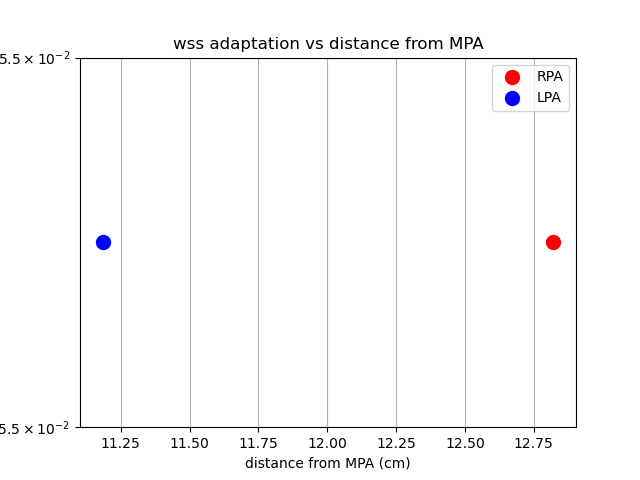 wss adaptation vs distance from MPA
5.5 × 10⁻²
RPA
LPA
5.5 × 10⁻²
11.25 11.50 11.75 12.00 12.25 12.50 12.75
distance from MPA (cm)